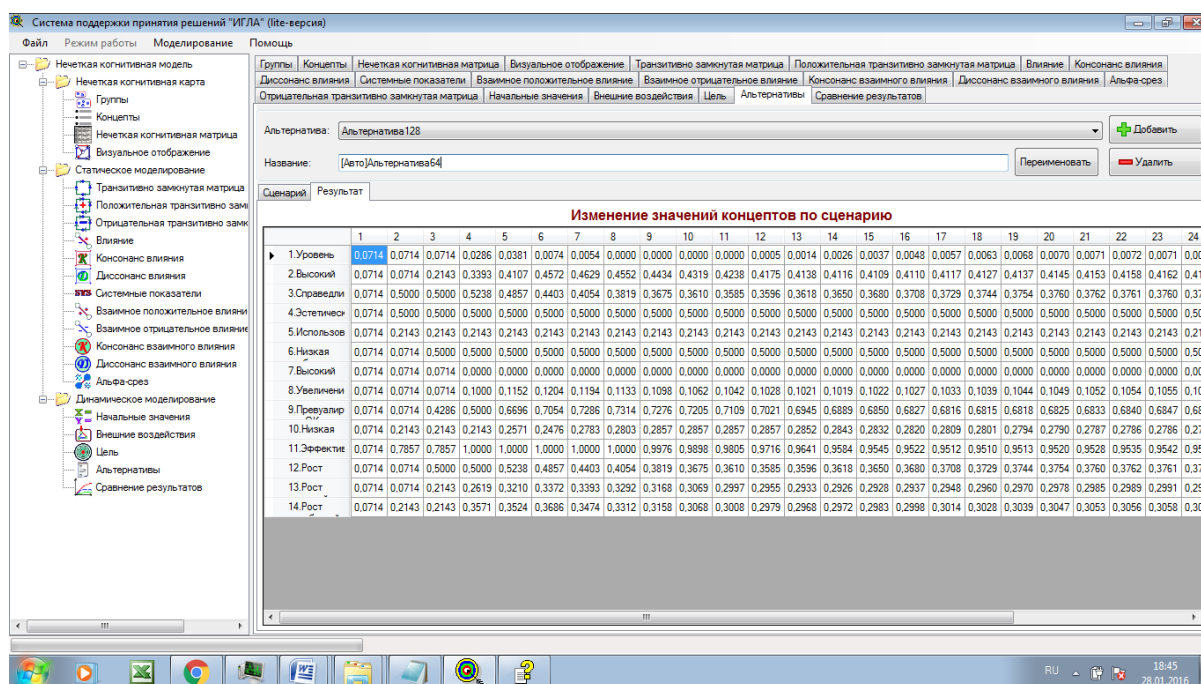 Система поддержки принятия решений "ИГЛА" (lite-версия)
Файл Режим работы Моделирование Помощь
Нечеткая когнитивная модель
Нечеткая когнитивная карта
Группы
Концепты
Нечеткая когнитивная матрица
Визуальное отображение
Статическое моделирование
Транзитивно замкнутая матрица
Положительная транзитивно зам
Отрицательная транзитивно замк
Влияние
Консонанс влияния
Диссонанс влияния
Системные показатели
Взаимное положительное влияни
Взаимное отрицательное влияние
Консонанс взаимного влияния
Диссонанс взаимного влияния
Альфа-срез
Динамическое моделирование
Начальные значения
Внешние воздействия
Цель
Альтернативы
Сравнение результатов
Группы Концепты Нечеткая когнитивная матрица Визуальное отображение Транзитивно замкнутая матрица Положительная транзитивно замкнутая матрица Влияние Консонанс влияния
Диссонанс влияния Системные показатели Взаимное положительное влияние Взаимное отрицательное влияние Консонанс взаимного влияния Диссонанс взаимного влияния Альфа-срез
Отрицательная транзитивно замкнутая матрица Начальные значения Внешние воздействия Цель Альтернативы Сравнение результатов
Альтернатива: Альтернатива128 Добавить
Название: [Авто]Альтернатива64 Переименовать Удалить
Сценарий Результат
Изменение значений концептов по сценарию
1 2 3 4 5 6 7 8 9 10 11 12 13 14 15 16 17 18 19 20 21 22 23 24
1.Уровень 0,0714 0,0714 0,0714 0,0286 0,0381 0,0074 0,0054 0,0000 0,0000 0,0000 0,0000 0,0005 0,0014 0,0026 0,0037 0,0048 0,0057 0,0063 0,0068 0,0070 0,0071 0,0072 0,0071 0,00
2.Высокий 0,0714 0,0714 0,2143 0,3393 0,4107 0,4572 0,4629 0,4552 0,4434 0,4319 0,4238 0,4175 0,4138 0,4116 0,4109 0,4110 0,4117 0,4127 0,4137 0,4145 0,4153 0,4158 0,4162 0,41
3.Справедли 0,0714 0,5000 0,5000 0,5238 0,4857 0,4403 0,4054 0,3819 0,3675 0,3610 0,3585 0,3596 0,3618 0,3650 0,3680 0,3708 0,3729 0,3744 0,3754 0,3760 0,3762 0,3761 0,3760 0,37
4.Эстетическ 0,0714 0,5000 0,5000 0,5000 0,5000 0,5000 0,5000 0,5000 0,5000 0,5000 0,5000 0,5000 0,5000 0,5000 0,5000 0,5000 0,5000 0,5000 0,5000 0,5000 0,5000 0,5000 0,5000 0,50
5.Использов 0,0714 0,2143 0,2143 0,2143 0,2143 0,2143 0,2143 0,2143 0,2143 0,2143 0,2143 0,2143 0,2143 0,2143 0,2143 0,2143 0,2143 0,2143 0,2143 0,2143 0,2143 0,2143 0,2143 0,21
6.Низкая 0,0714 0,0714 0,5000 0,5000 0,5000 0,5000 0,5000 0,5000 0,5000 0,5000 0,5000 0,5000 0,5000 0,5000 0,5000 0,5000 0,5000 0,5000 0,5000 0,5000 0,5000 0,5000 0,5000 0,50
7.Высокий 0,0714 0,0714 0,0714 0,0000 0,0000 0,0000 0,0000 0,0000 0,0000 0,0000 0,0000 0,0000 0,0000 0,0000 0,0000 0,0000 0,0000 0,0000 0,0000 0,0000 0,0000 0,0000 0,0000 0,00
8.Увеличени 0,0714 0,0714 0,0714 0,1000 0,1152 0,1204 0,1194 0,1133 0,1098 0,1062 0,1042 0,1028 0,1021 0,1019 0,1022 0,1027 0,1033 0,1039 0,1044 0,1049 0,1052 0,1054 0,1055 0,10
9.Превуалир 0,0714 0,0714 0,4286 0,5000 0,6696 0,7054 0,7286 0,7314 0,7276 0,7205 0,7109 0,7021 0,6945 0,6889 0,6850 0,6827 0,6816 0,6815 0,6818 0,6825 0,6833 0,6840 0,6847 0,68
10.Низкая 0,0714 0,2143 0,2143 0,2143 0,2571 0,2476 0,2783 0,2803 0,2857 0,2857 0,2857 0,2857 0,2852 0,2843 0,2832 0,2820 0,2809 0,2801 0,2794 0,2790 0,2787 0,2786 0,2786 0,27
11.Эффектив 0,0714 0,7857 0,7857 1,0000 1,0000 1,0000 1,0000 1,0000 0,9976 0,9898 0,9805 0,9716 0,9641 0,9584 0,9545 0,9522 0,9512 0,9510 0,9513 0,9520 0,9528 0,9535 0,9542 0,95
12.Рост 0,0714 0,0714 0,5000 0,5000 0,5238 0,4857 0,4403 0,4054 0,3819 0,3675 0,3610 0,3585 0,3596 0,3618 0,3650 0,3680 0,3708 0,3729 0,3744 0,3754 0,3760 0,3762 0,3761 0,37
13.Рост 0,0714 0,0714 0,2143 0,2619 0,3210 0,3372 0,3393 0,3292 0,3168 0,3069 0,2997 0,2955 0,2933 0,2926 0,2928 0,2937 0,2948 0,2960 0,2970 0,2978 0,2985 0,2989 0,2991 0,29
14.Рост 0,0714 0,2143 0,2143 0,3571 0,3524 0,3686 0,3474 0,3312 0,3158 0,3068 0,3008 0,2979 0,2968 0,2972 0,2983 0,2998 0,3014 0,3028 0,3039 0,3047 0,3053 0,3056 0,3058 0,30
RU 18:45
28.01.2016